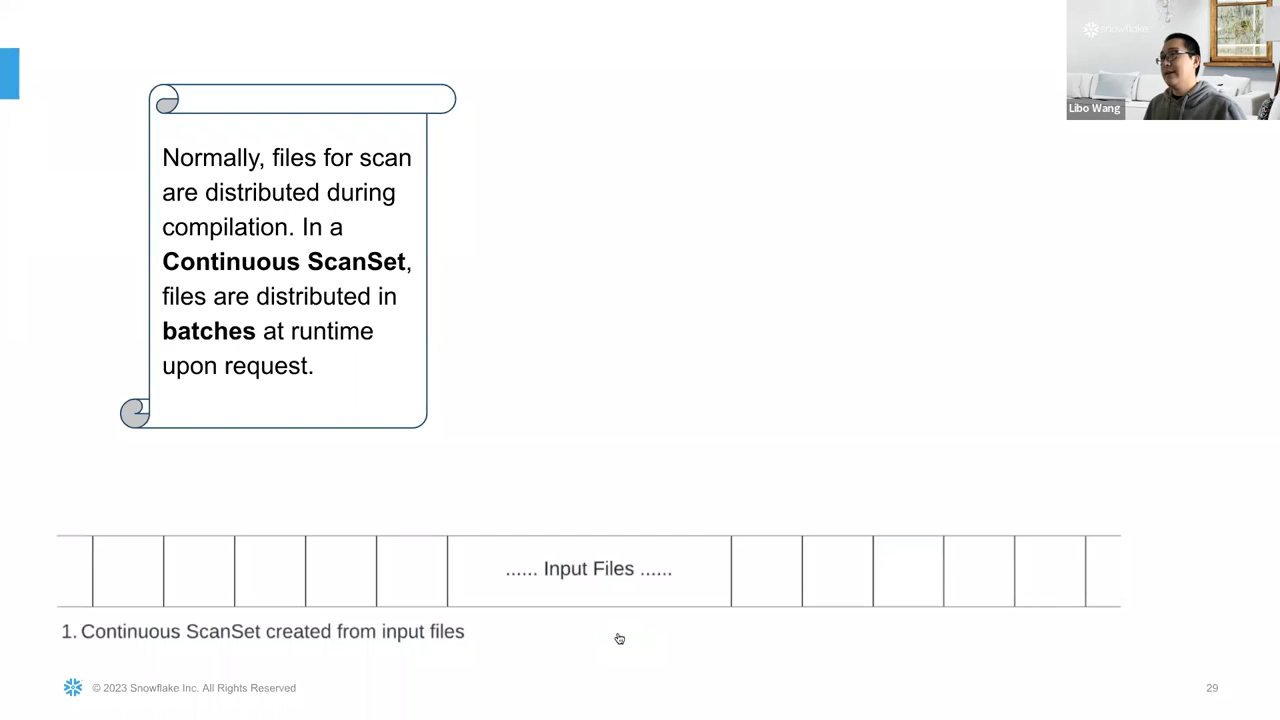 snowflake
Libo Wang
Normally, files for scan
are distributed during
compilation. In a
Continuous ScanSet,
files are distributed in
batches at runtime
upon request.
...... Input Files ......
1. Continuous ScanSet created from input files
© 2023 Snowflake Inc. All Rights Reserved
29